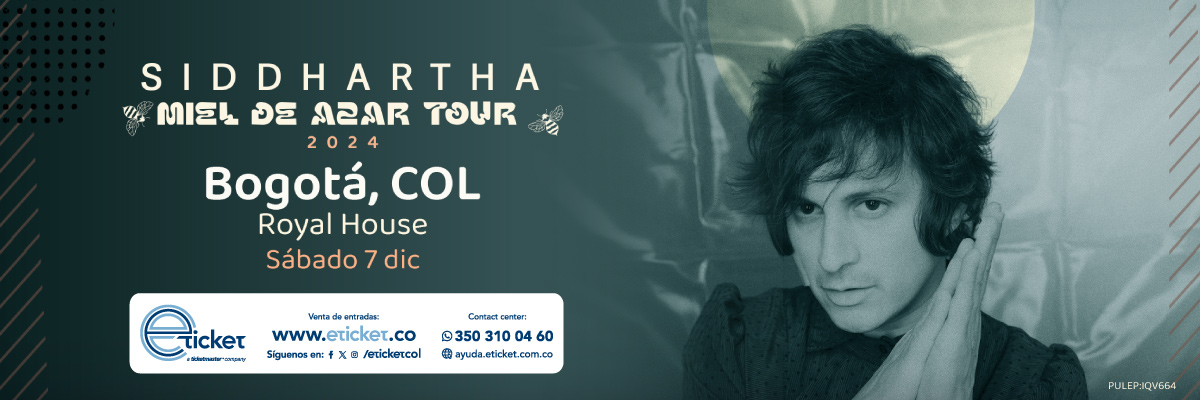 SIDDHARTHA
MIEL DE AZAR TOUR
2024
Bogotá, COL
Royal House
Sábado 7 dic
eticket
a ticketmaster company
Venta de entradas:
www.eticket.co
Síguenos en: /eticketcol
Contact center:
350 310 04 60
ayuda.eticket.com.co
PULEP:IQV664